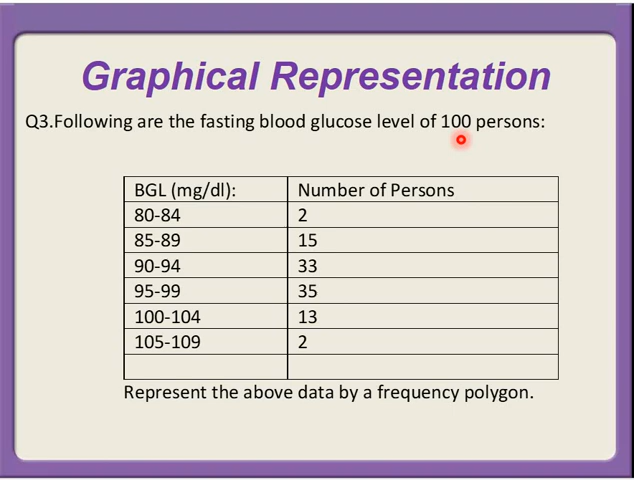 Graphical Representation
Q3.Following are the fasting blood glucose level of 100 persons:
BGL (mg/dl): Number of Persons
80-84 2
85-89 15
90-94 33
95-99 35
100-104 13
105-109 2
Represent the above data by a frequency polygon.